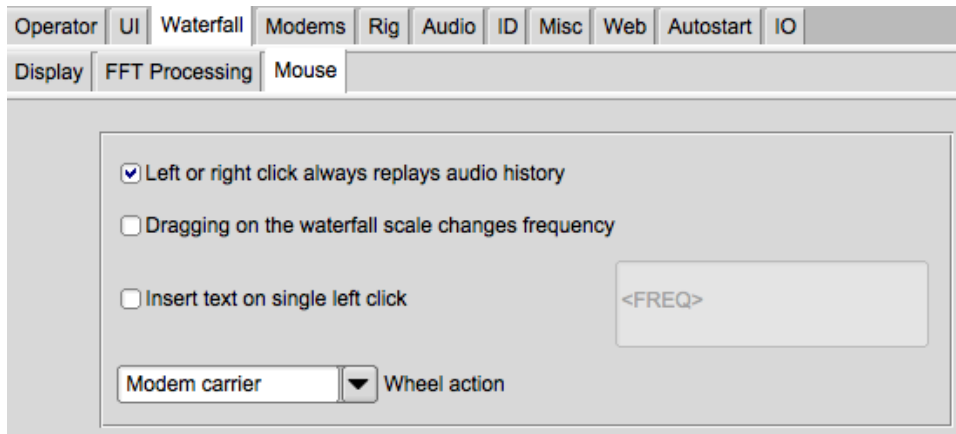 Operator UI Waterfall Modems Rig Audio ID Misc Web Autostart IO
Display FFT Processing Mouse
Left or right click always replays audio history
Dragging on the waterfall scale changes frequency
Insert text on single left click <FREQ>
Modem carrier Wheel action